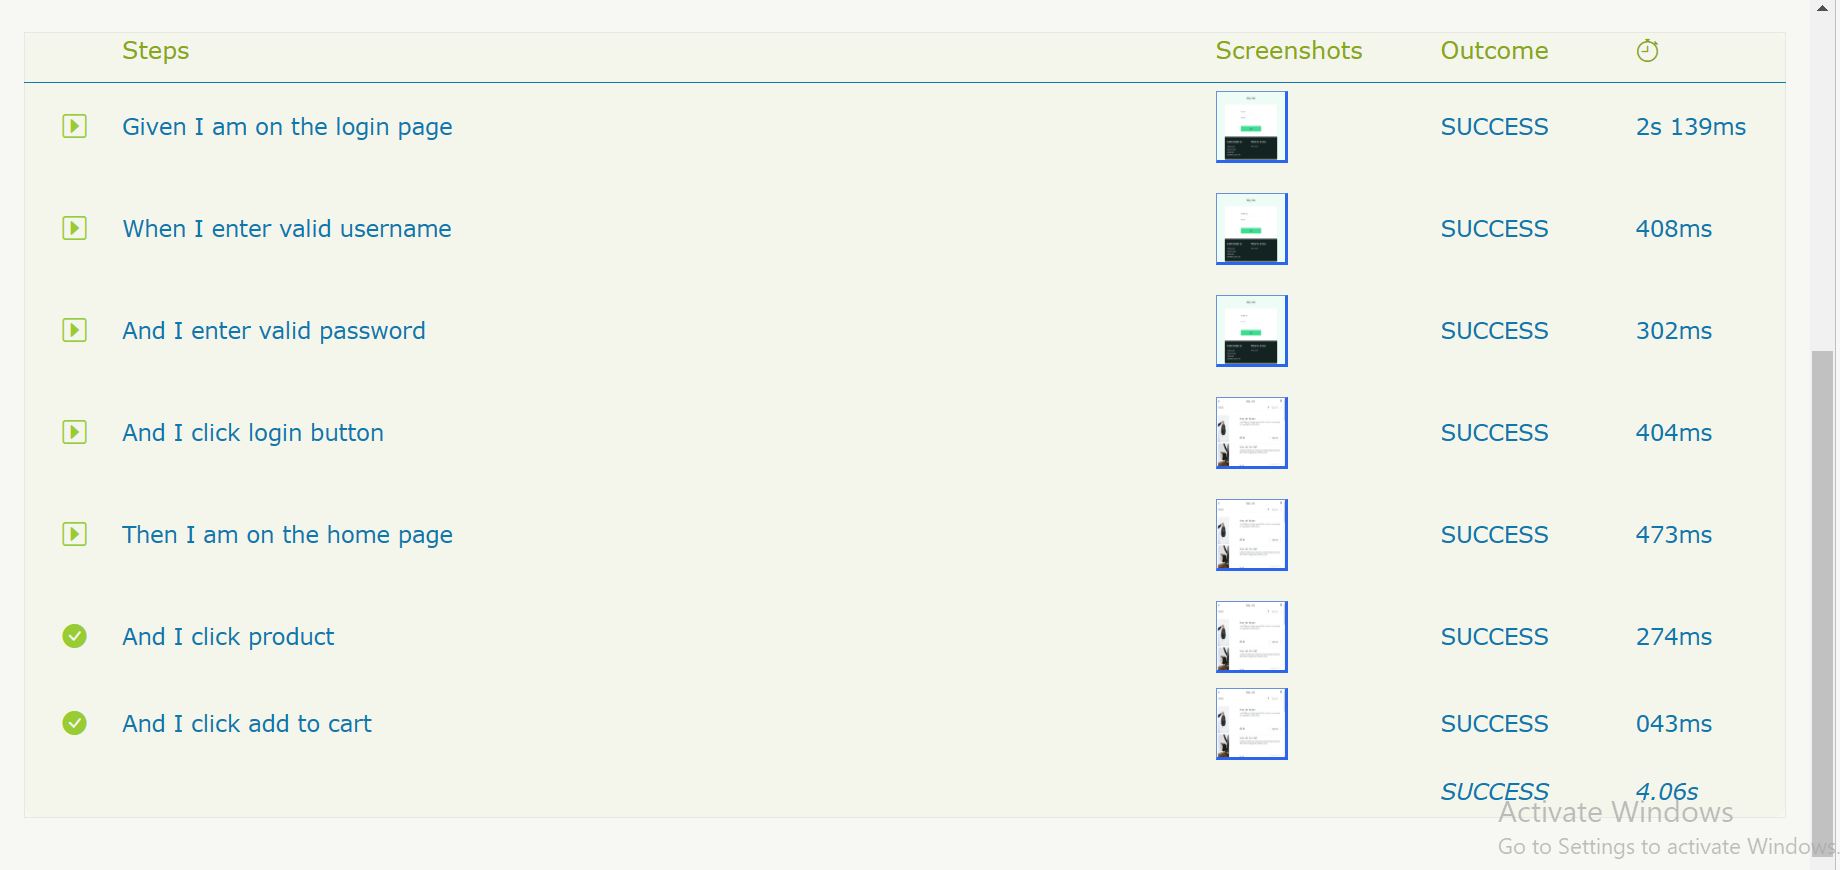 Steps Screenshots Outcome
Given I am on the login page SUCCESS 2s 139ms
When I enter valid username SUCCESS 408ms
And I enter valid password SUCCESS 302ms
And I click login button SUCCESS 404ms
Then I am on the home page SUCCESS 473ms
And I click product SUCCESS 274ms
And I click add to cart SUCCESS 043ms
SUCCESS 4.06s
Activate Windows
Go to Settings to activate Windows.